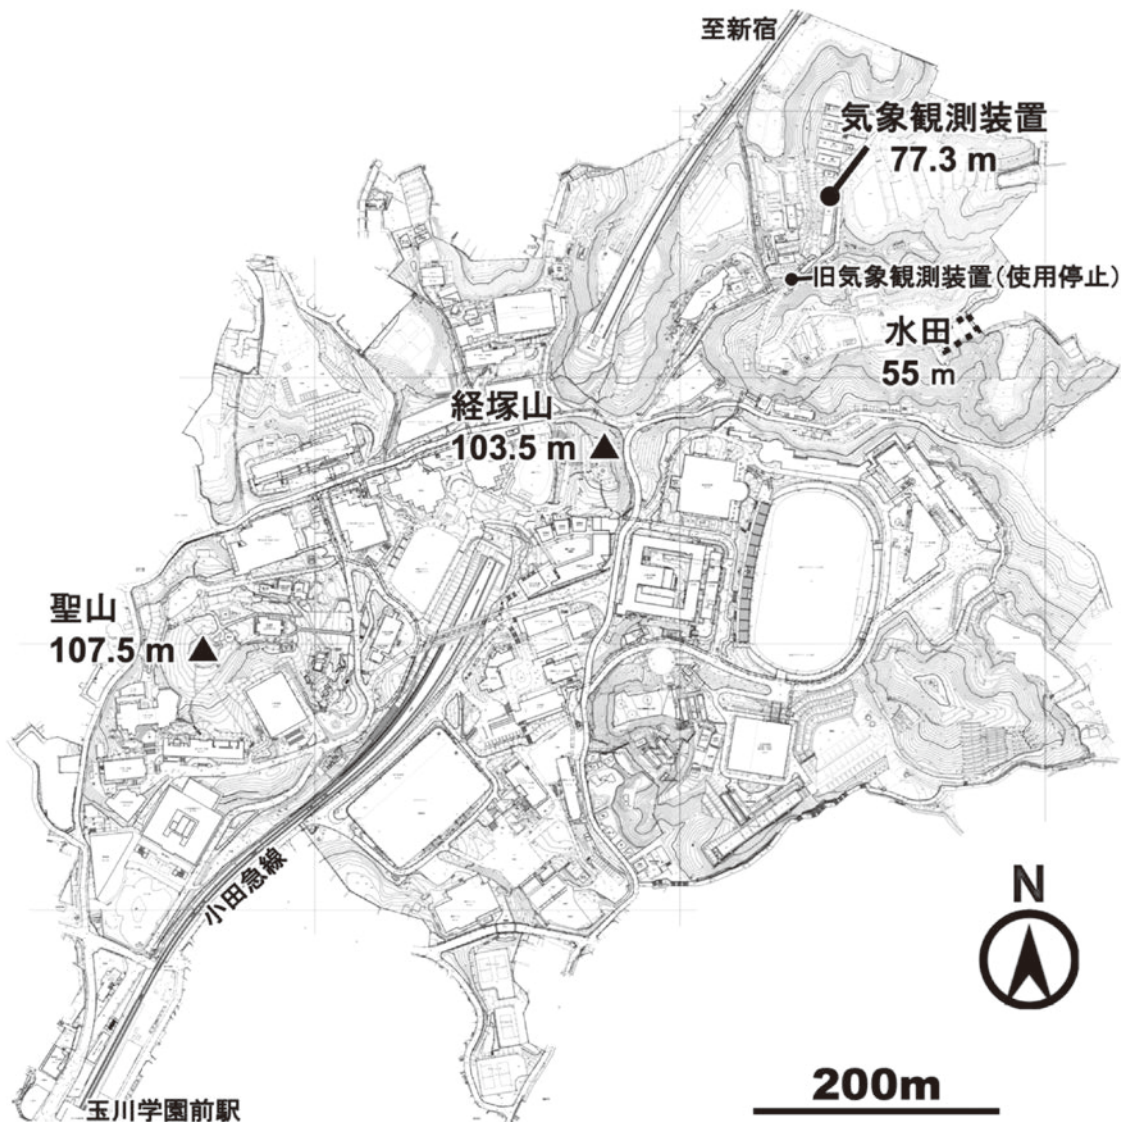 至新宿
気象観測装置
77.3 m
旧気象観測装置(使用停止)
水田
55 m
経塚山
103.5 m
聖山
107.5 m
小田急線
N
200m
玉川学園前駅